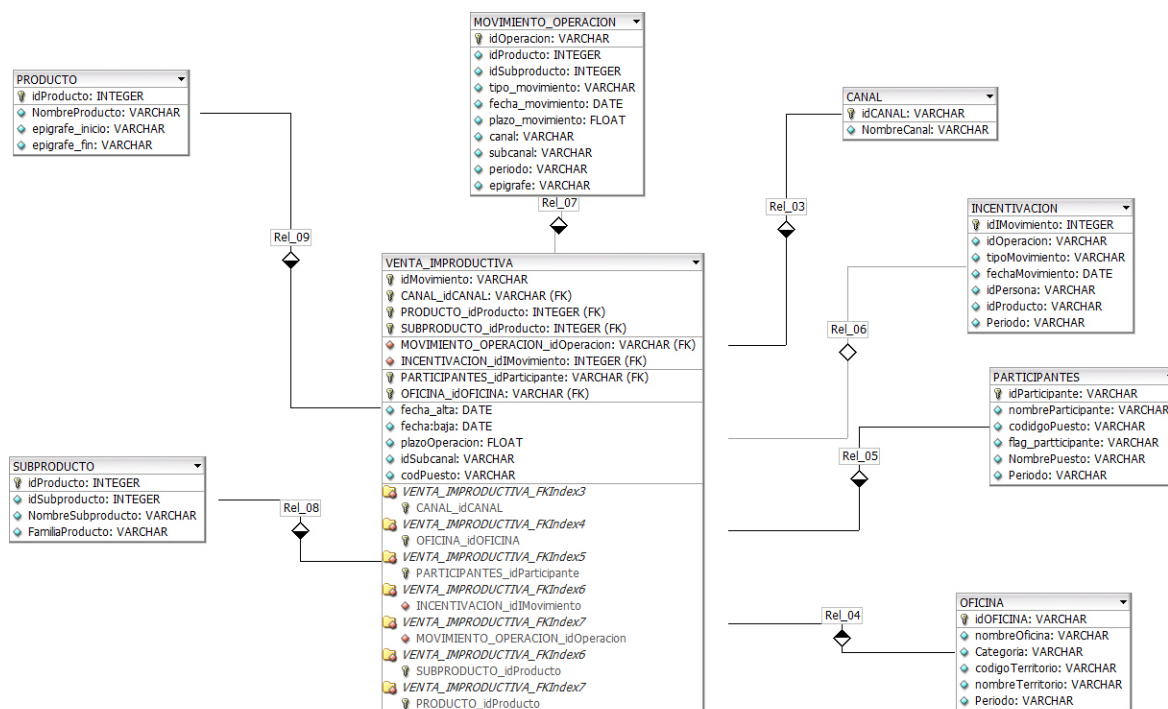 MOVIMIENTO_OPERACION
idOperacion: VARCHAR
idProducto: INTEGER
idSubproducto: INTEGER
tipo_movimiento: VARCHAR
fecha_movimiento: DATE
plazo_movimiento: FLOAT
canal: VARCHAR
subcanal: VARCHAR
periodo: VARCHAR
epigrafe: VARCHAR
PRODUCTO
idProducto: INTEGER
NombreProducto: VARCHAR
epigrafe_inicio: VARCHAR
epigrafe_fin: VARCHAR
CANAL
idCANAL: VARCHAR
NombreCanal: VARCHAR
Rel_07
Rel_03
Rel_09
INCENTIVACION
idIMovimiento: INTEGER
idOperacion: VARCHAR
tipoMovimiento: VARCHAR
fechaMovimiento: DATE
idPersona: VARCHAR
idProducto: VARCHAR
Periodo: VARCHAR
Rel_06
VENTA_IMPRODUCTIVA
idMovimiento: VARCHAR
CANAL_idCANAL: VARCHAR (FK)
PRODUCTO_idProducto: INTEGER (FK)
SUBPRODUCTO_idProducto: INTEGER (FK)
MOVIMIENTO_OPERACION_idOperacion: VARCHAR (FK)
INCENTIVACION_idIMovimiento: INTEGER (FK)
PARTICIPANTES_idParticipante: VARCHAR (FK)
OFICINA_idOFICINA: VARCHAR (FK)
fecha_alta: DATE
fecha:baja: DATE
plazoOperacion: FLOAT
idSubcanal: VARCHAR
codPuesto: VARCHAR
VENTA_IMPRODUCTIVA_FKIndex3
CANAL_idCANAL
VENTA_IMPRODUCTIVA_FKIndex4
OFICINA_idOFICINA
VENTA_IMPRODUCTIVA_FKIndex5
PARTICIPANTES_idParticipante
VENTA_IMPRODUCTIVA_FKIndex6
INCENTIVACION_idIMovimiento
VENTA_IMPRODUCTIVA_FKIndex7
MOVIMIENTO_OPERACION_idOperacion
VENTA_IMPRODUCTIVA_FKIndex6
SUBPRODUCTO_idProducto
VENTA_IMPRODUCTIVA_FKIndex7
PRODUCTO_idProducto
PARTICIPANTES
idParticipante: VARCHAR
nombreParticipante: VARCHAR
codidgoPuesto: VARCHAR
flag_partticipante: VARCHAR
NombrePuesto: VARCHAR
Periodo: VARCHAR
Rel_05
SUBPRODUCTO
idProducto: INTEGER
idSubproducto: INTEGER
NombreSubproducto: VARCHAR
FamiliaProducto: VARCHAR
Rel_08
Rel_04
OFICINA
idOFICINA: VARCHAR
nombreOficina: VARCHAR
Categoria: VARCHAR
codigoTerritorio: VARCHAR
nombreTerritorio: VARCHAR
Periodo: VARCHAR